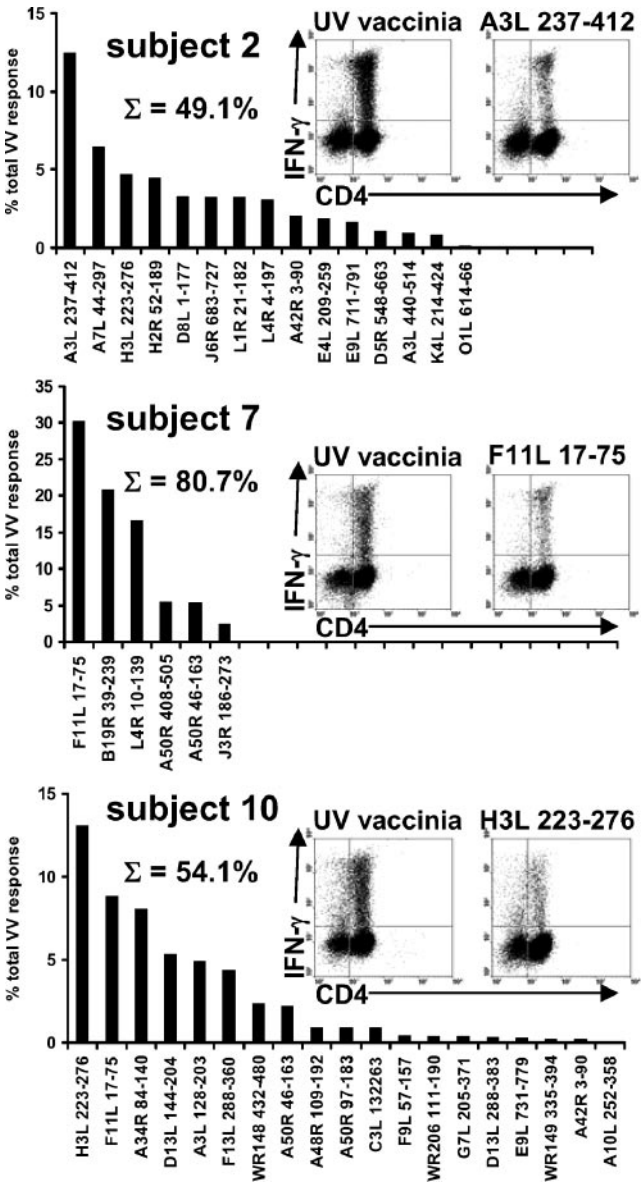 subject 2
Σ = 49.1%
UV vaccinia
A3L 237-412
IFN-γ
CD4
% total VV response
15
10
5
0
A3L 237-412
A7L 44-297
H3L 223-276
H2R 52-189
D8L 1-177
J6R 683-727
L1R 21-182
L4R 4-197
A42R 3-90
E4L 209-259
E9L 711-791
D5R 548-663
A3L 440-514
K4L 214-424
O1L 614-66
subject 7
Σ = 80.7%
UV vaccinia
F11L 17-75
IFN-γ
CD4
% total VV response
35
30
25
20
15
10
5
0
F11L 17-75
B19R 39-239
L4R 10-139
A50R 408-505
A50R 46-163
J3R 186-273
subject 10
Σ = 54.1%
UV vaccinia
H3L 223-276
IFN-γ
CD4
% total VV response
15
10
5
0
H3L 223-276
F11L 17-75
A34R 84-140
D13L 144-204
A3L 128-203
F13L 288-360
WR148 432-480
A50R 46-163
A48R 109-192
A50R 97-183
C3L 132263
F9L 57-157
WR206 111-190
G7L 205-371
D13L 288-383
E9L 731-779
WR149 335-394
A42R 3-90
A10L 252-358